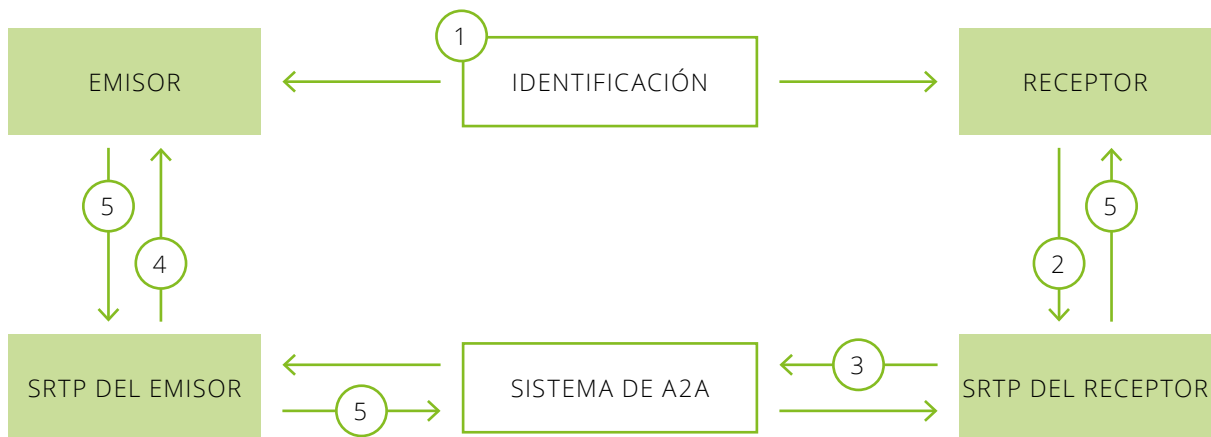 1
EMISOR
IDENTIFICACIÓN
RECEPTOR
5
5
4
2
3
SRTP DEL EMISOR
SISTEMA DE A2A
SRTP DEL RECEPTOR
5